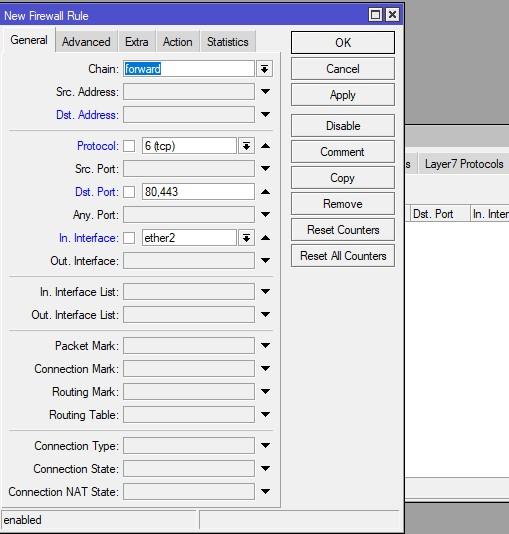 New Firewall Rule
General Advanced Extra Action Statistics
OK
Chain: forward
Cancel
Src. Address:
Apply
Dst. Address:
Disable
Protocol: 6 (tcp)
Comment
Src. Port:
s Layer7 Protocols
Copy
Dst. Port: 80,443
Remove
Any. Port:
Dst. Port In. Inter
Reset Counters
In. Interface: ether2
Reset All Counters
Out. Interface:
In. Interface List:
Out. Interface List:
Packet Mark:
Connection Mark:
Routing Mark:
Routing Table:
Connection Type:
Connection State:
Connection NAT State:
enabled